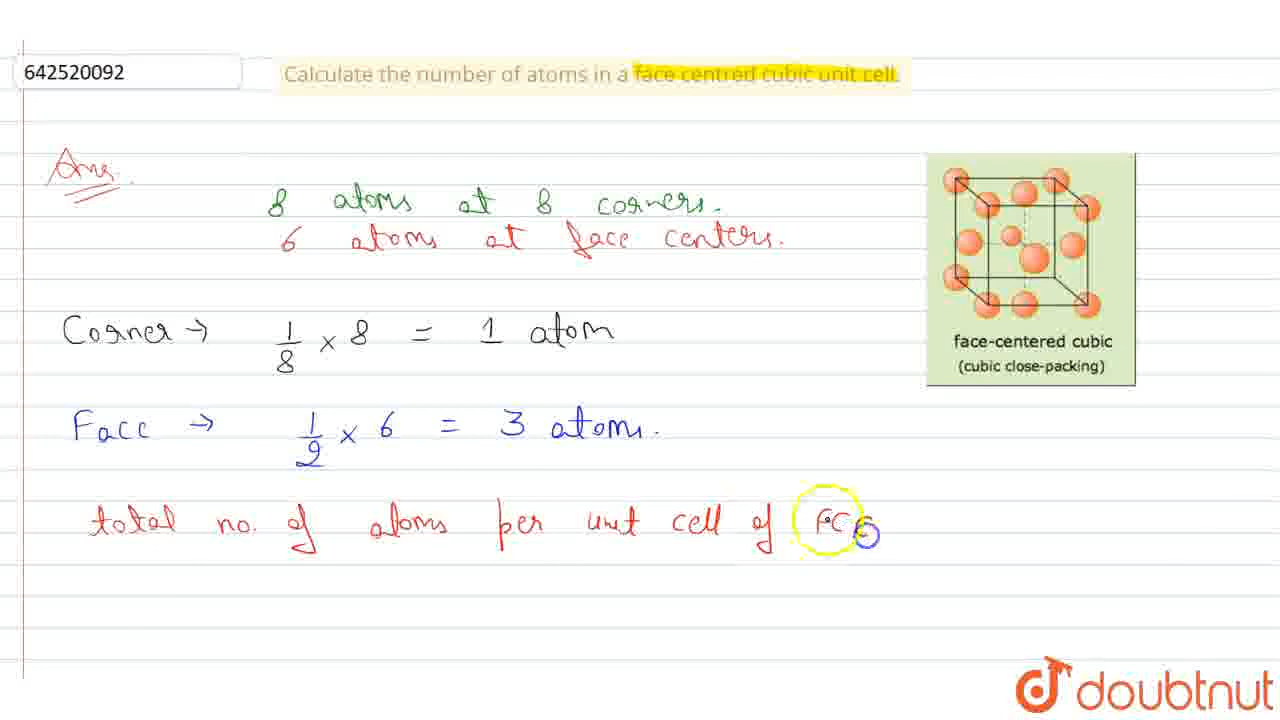 642520092
Calculate the number of atoms in a face centred cubic unit cell.
Ans.
8 atoms at 8 corners.
6 atoms at face centers.
Corner → 1/8 × 8 = 1 atom
Face → 1/2 × 6 = 3 atoms.
total no. of atoms per unit cell of FCC
face-centered cubic
(cubic close-packing)
doubtnut